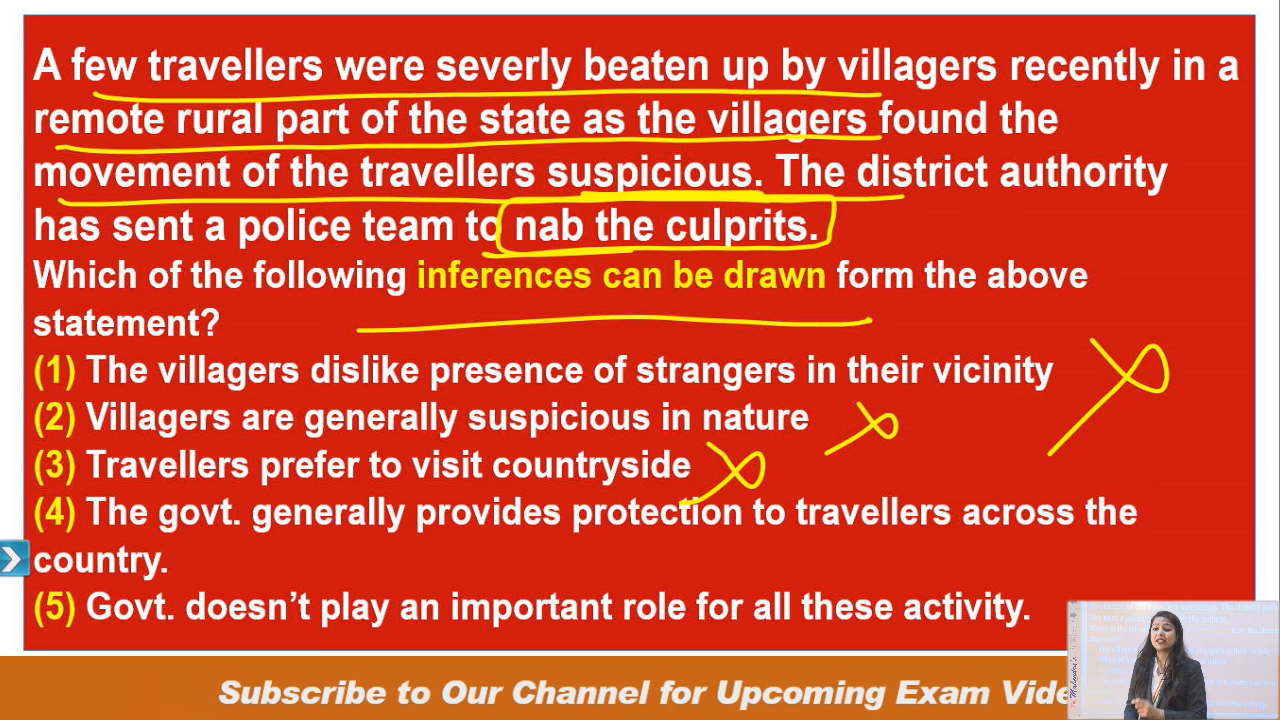 A few travellers were severly beaten up by villagers recently in a
remote rural part of the state as the villagers found the
movement of the travellers suspicious. The district authority
has sent a police team to nab the culprits.
Which of the following inferences can be drawn form the above
statement?
(1) The villagers dislike presence of strangers in their vicinity
(2) Villagers are generally suspicious in nature
(3) Travellers prefer to visit countryside
(4) The govt. generally provides protection to travellers across the
country.
(5) Govt. doesn't play an important role for all these activity.
Subscribe to Our Channel for Upcoming Exam